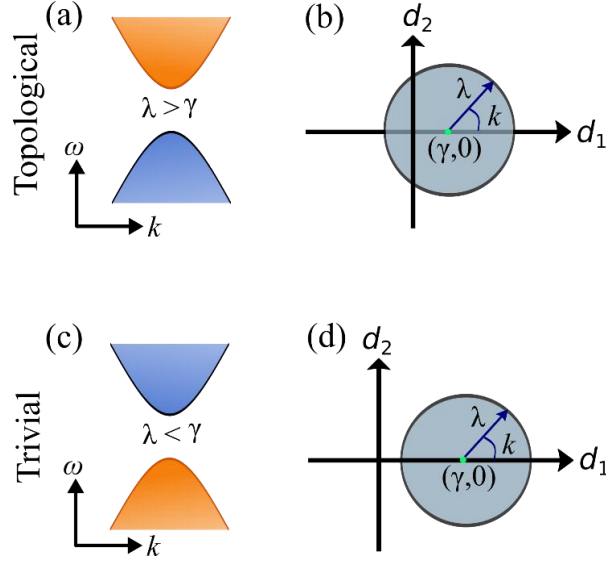 (a)
Topological
λ > γ
ω
k
(b)
d₂
λ
k
(γ,0)
d₁
(c)
Trivial
λ < γ
ω
k
(d)
d₂
λ
k
(γ,0)
d₁